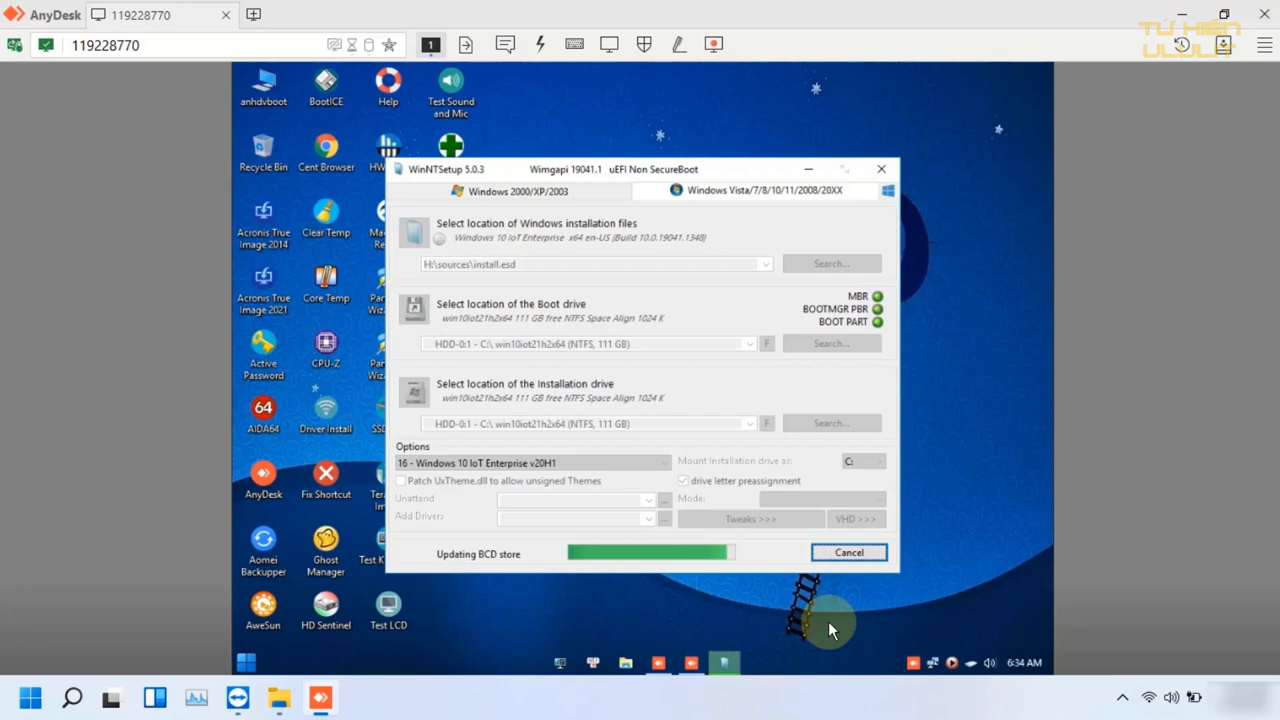 AnyDesk
119228770
TỪ HIỀN
ULULA
119228770
1
anhdvboot
BootICE
Help
Test Sound and Mic
Recycle Bin
Cent Browser
HW
Acronis True Image 2014
Clear Temp
Acronis True Image 2021
Core Temp
Active Password
CPU-Z
64
AIDA64
Driver Install
AnyDesk
Fix Shortcut
Aomei Backupper
Ghost Manager
Test K
AweSun
HD Sentinel
Test LCD
WinNTSetup 5.0.3 Wimgapi 19041.1 uEFI Non SecureBoot
Windows 2000/XP/2003
Windows Vista/7/8/10/11/2008/20XX
Select location of Windows installation files
Windows 10 IoT Enterprise x64 en-US (Build 10.0.19041.1348)
H:\sources\install.esd
Search...
Select location of the Boot drive
win10iot21h2x64 111 GB free NTFS Space Align 1024 K
MBR
BOOTMGR PBR
BOOT PART
HDD-0:1 - C:\ win10iot21h2x64 (NTFS, 111 GB)
F
Search...
Select location of the Installation drive
win10iot21h2x64 111 GB free NTFS Space Align 1024 K
HDD-0:1 - C:\ win10iot21h2x64 (NTFS, 111 GB)
F
Search...
Options
16 - Windows 10 IoT Enterprise v20H1
Mount Installation drive as:
C:
Patch UxTheme.dll to allow unsigned Themes
drive letter preassignment
Unattend
...
Mode:
Add Drivers
...
Tweaks >>>
VHD >>>
Updating BCD store
Cancel
6:34 AM